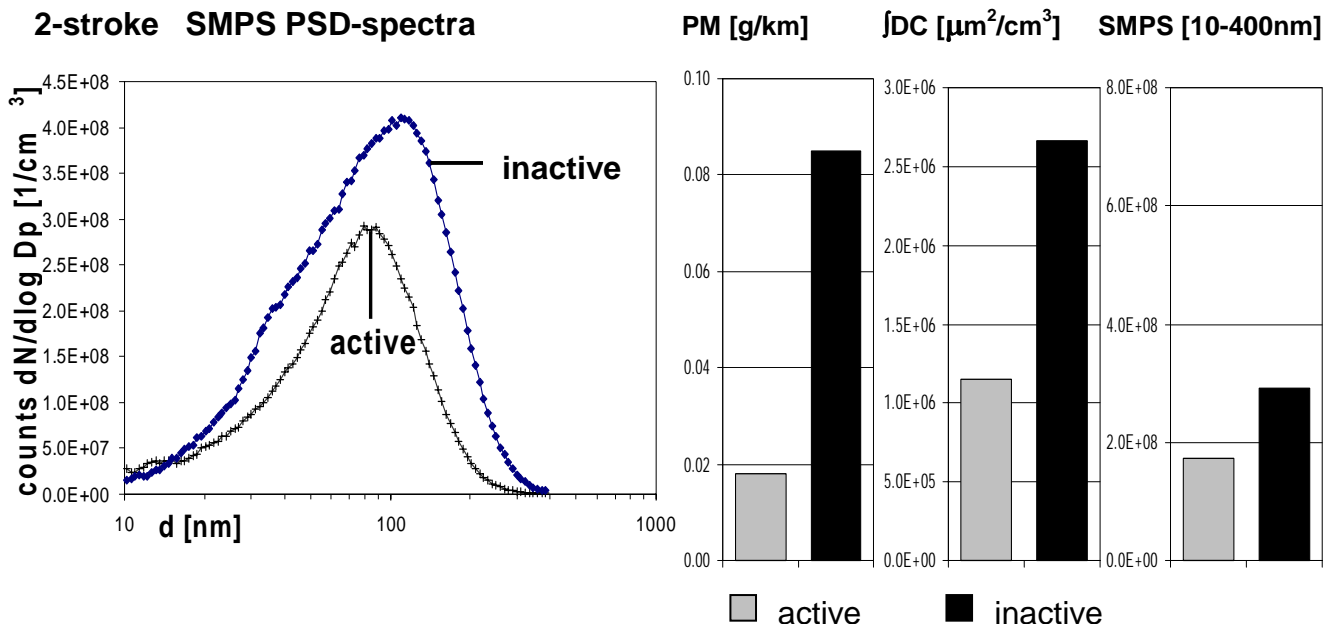 2-stroke SMPS PSD-spectra
counts dN/dlog Dp [1/cm 3]
4.5E+08
4.0E+08
3.5E+08
3.0E+08
2.5E+08
2.0E+08
1.5E+08
1.0E+08
5.0E+07
0.0E+00
inactive
active
10
100
1000
d [nm]
PM [g/km]
0.10
0.08
0.06
0.04
0.02
0.00
∫DC [µm²/cm³]
3.0E+06
2.5E+06
2.0E+06
1.5E+06
1.0E+06
5.0E+05
0.0E+00
SMPS [10-400nm]
8.0E+08
6.0E+08
4.0E+08
2.0E+08
0.0E+00
active
inactive